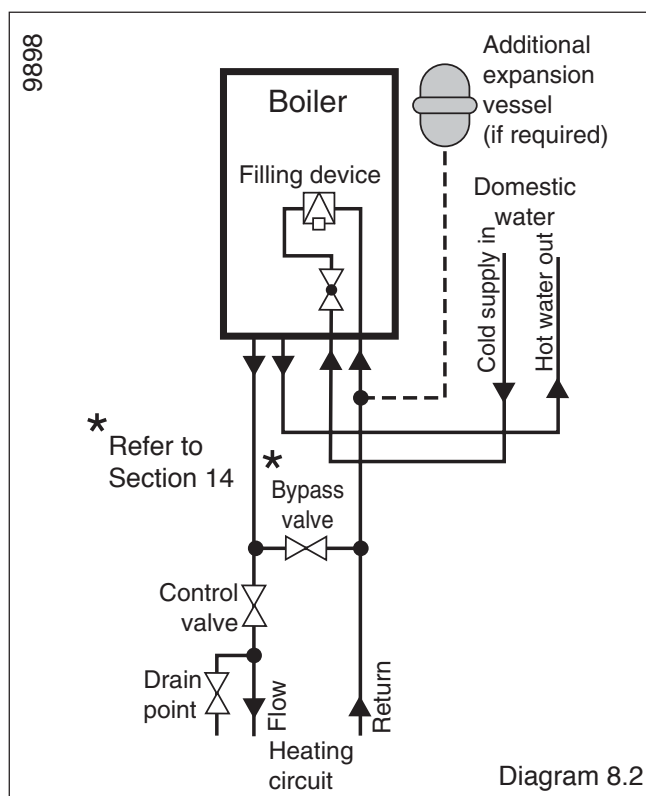 9898
Boiler
Filling device
Additional
expansion
vessel
(if required)
Domestic
water
Cold supply in
Hot water out
*
Refer to
Section 14
*
Bypass
valve
Control
valve
Drain
point
Flow
Return
Heating
circuit
Diagram 8.2